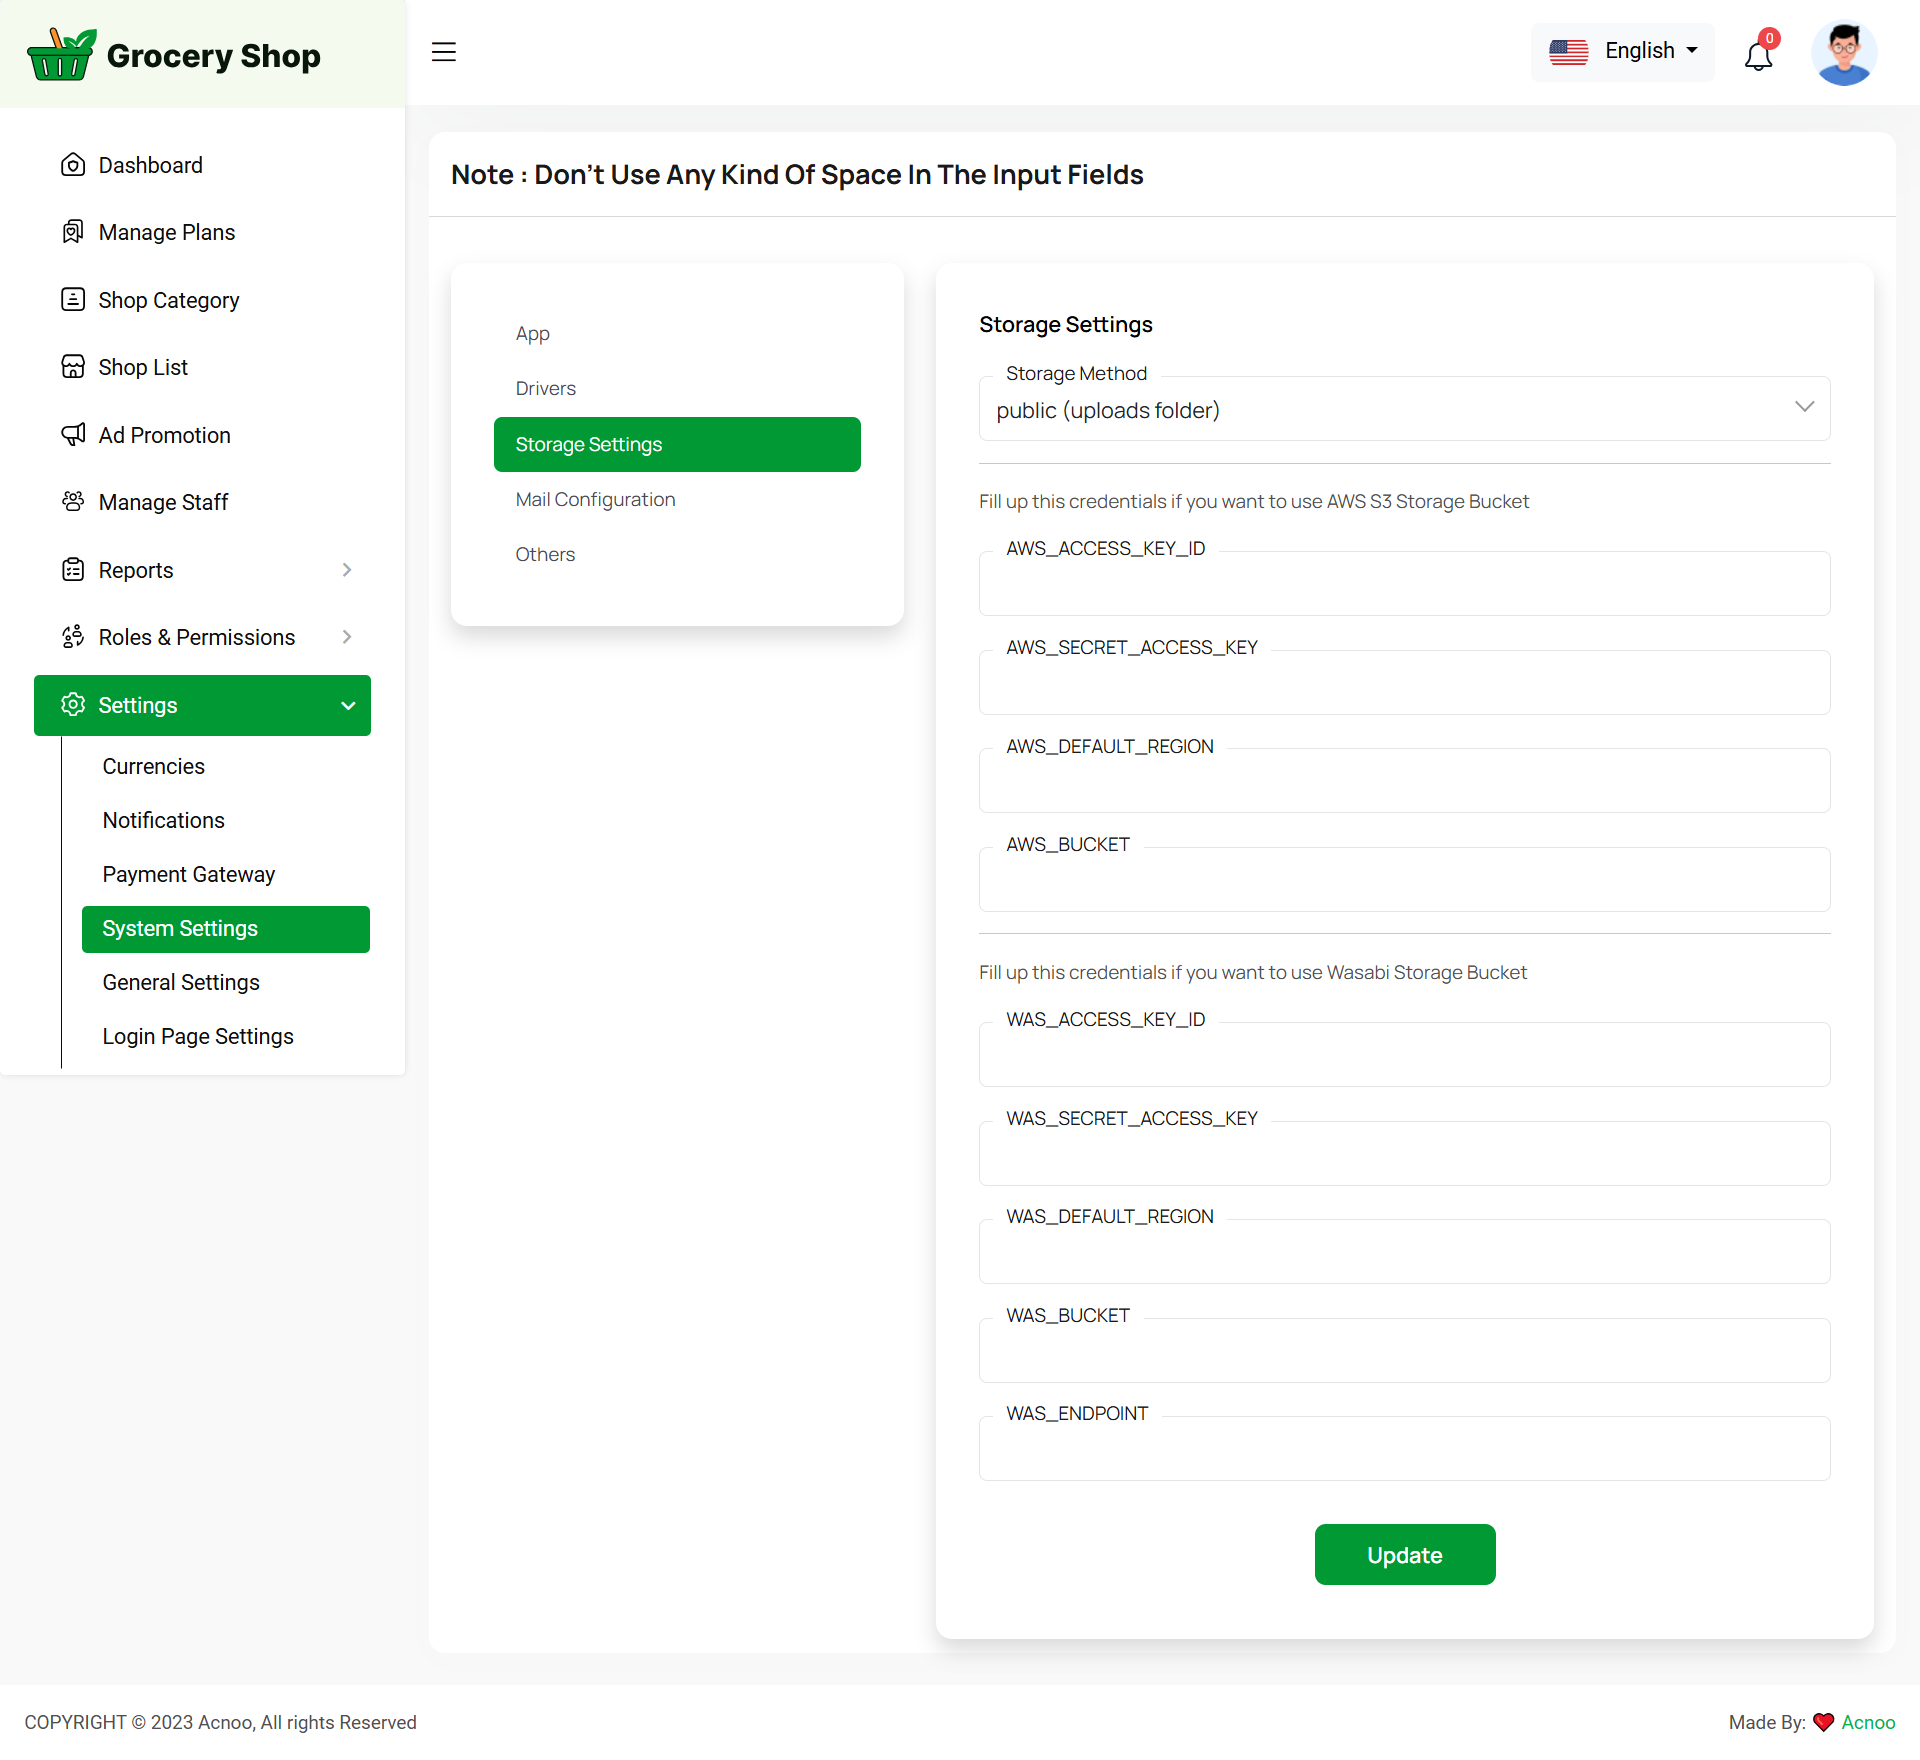 Grocery Shop
English
0
Dashboard
Manage Plans
Shop Category
Shop List
Ad Promotion
Manage Staff
Reports
Roles & Permissions
Settings
Currencies
Notifications
Payment Gateway
System Settings
General Settings
Login Page Settings
Note : Don't Use Any Kind Of Space In The Input Fields
App
Drivers
Storage Settings
Mail Configuration
Others
Storage Settings
Storage Method
public (uploads folder)
Fill up this credentials if you want to use AWS S3 Storage Bucket
AWS_ACCESS_KEY_ID
AWS_SECRET_ACCESS_KEY
AWS_DEFAULT_REGION
AWS_BUCKET
Fill up this credentials if you want to use Wasabi Storage Bucket
WAS_ACCESS_KEY_ID
WAS_SECRET_ACCESS_KEY
WAS_DEFAULT_REGION
WAS_BUCKET
WAS_ENDPOINT
Update
COPYRIGHT © 2023 Acnoo, All rights Reserved
Made By: ❤️ Acnoo